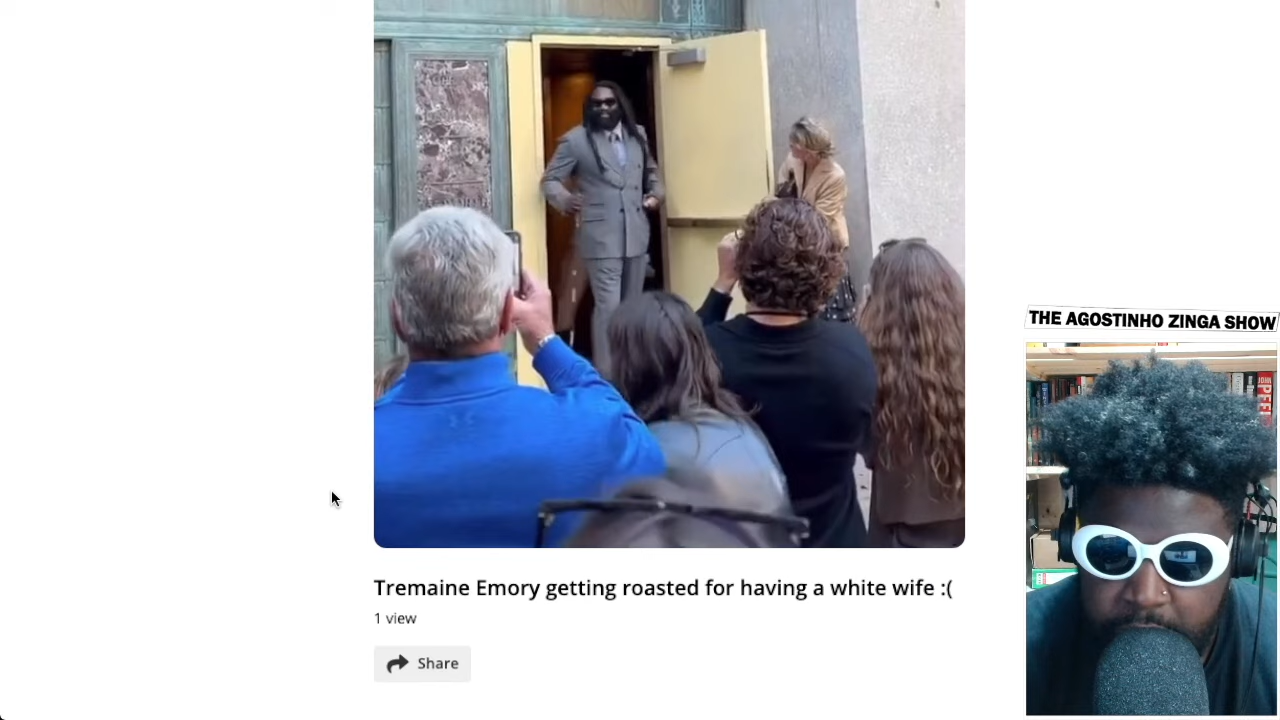 THE AGOSTINHO ZINGA SHOW
Tremaine Emory getting roasted for having a white wife :(
1 view
Share